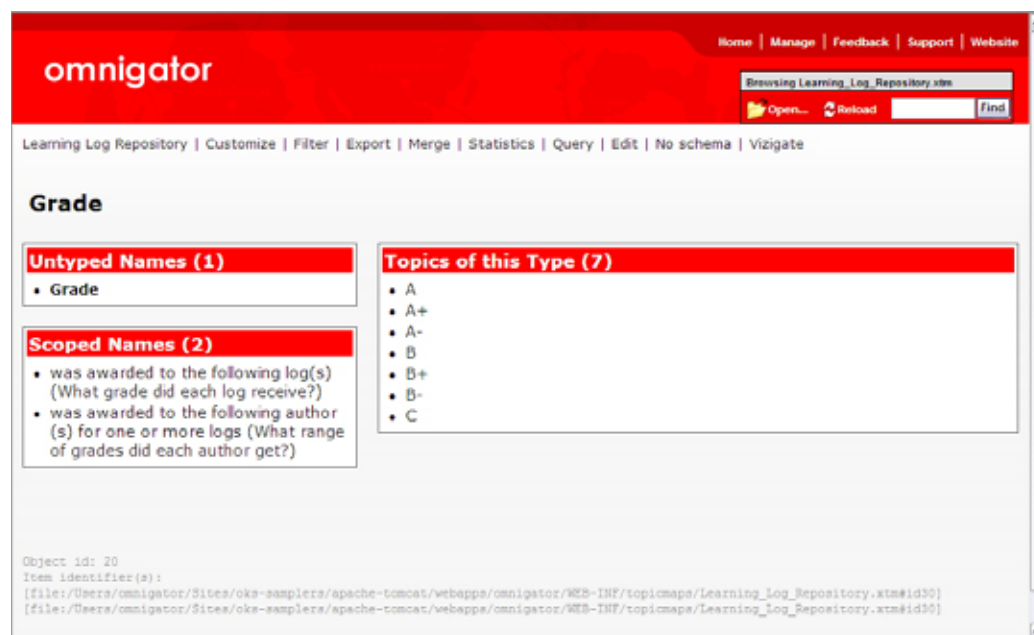 Home | Manage | Feedback | Support | Website
omnigator
Browsing Learning_Log_Repository.xtm
Open... Reload Find
Learning Log Repository | Customize | Filter | Export | Merge | Statistics | Query | Edit | No schema | Vizigate
Grade
Untyped Names (1)
• Grade
Scoped Names (2)
• was awarded to the following log(s)
(What grade did each log receive?)
• was awarded to the following author
(s) for one or more logs (What range
of grades did each author get?)
Topics of this Type (7)
• A
• A+
• A-
• B
• B+
• B-
• C
Object id: 20
Item identifier(s):
[file:/Users/omnigator/Sites/oks-samplers/apache-tomcat/webapps/omnigator/WEB-INF/topicmaps/Learning_Log_Repository.xtm#id30]
[file:/Users/omnigator/Sites/oks-samplers/apache-tomcat/webapps/omnigator/WEB-INF/topicmaps/Learning_Log_Repository.xtm#id30]